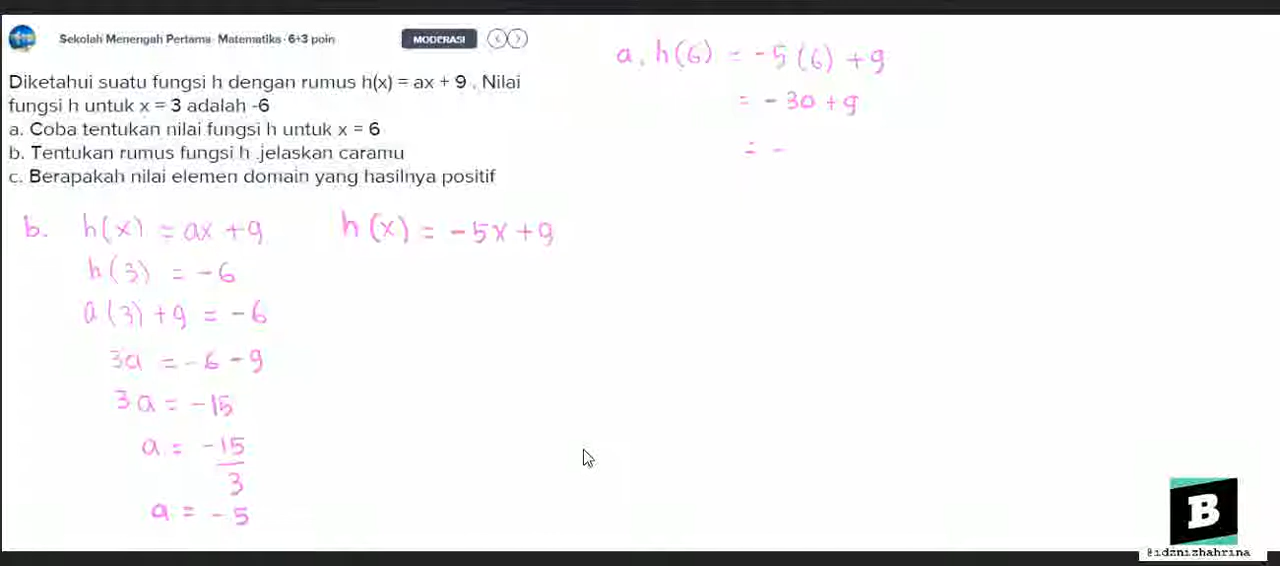 Sekolah Menengah Pertama · Matematika · 6+3 poin
MODERASI
Diketahui suatu fungsi h dengan rumus h(x) = ax + 9 . Nilai
fungsi h untuk x = 3 adalah -6
a. Coba tentukan nilai fungsi h untuk x = 6
b. Tentukan rumus fungsi h .jelaskan caramu
c. Berapakah nilai elemen domain yang hasilnya positif
b. h(x) = ax + 9
h(3) = -6
a(3) + 9 = -6
3a = -6 - 9
3a = -15
a = -15
3
a = -5
h(x) = -5x + 9
a. h(6) = -5(6) + 9
= -30 + 9
= -
B
@idznizhahrina